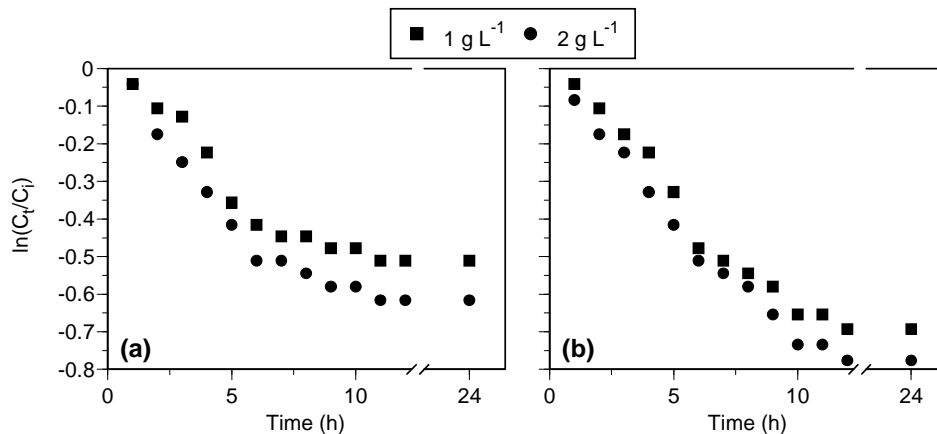 1 g L⁻¹ 2 g L⁻¹
ln(Cₜ/Cᵢ)
0
-0.1
-0.2
-0.3
-0.4
-0.5
-0.6
-0.7
-0.8
(a)
(b)
0 5 10 24
0 5 10 24
Time (h)
Time (h)